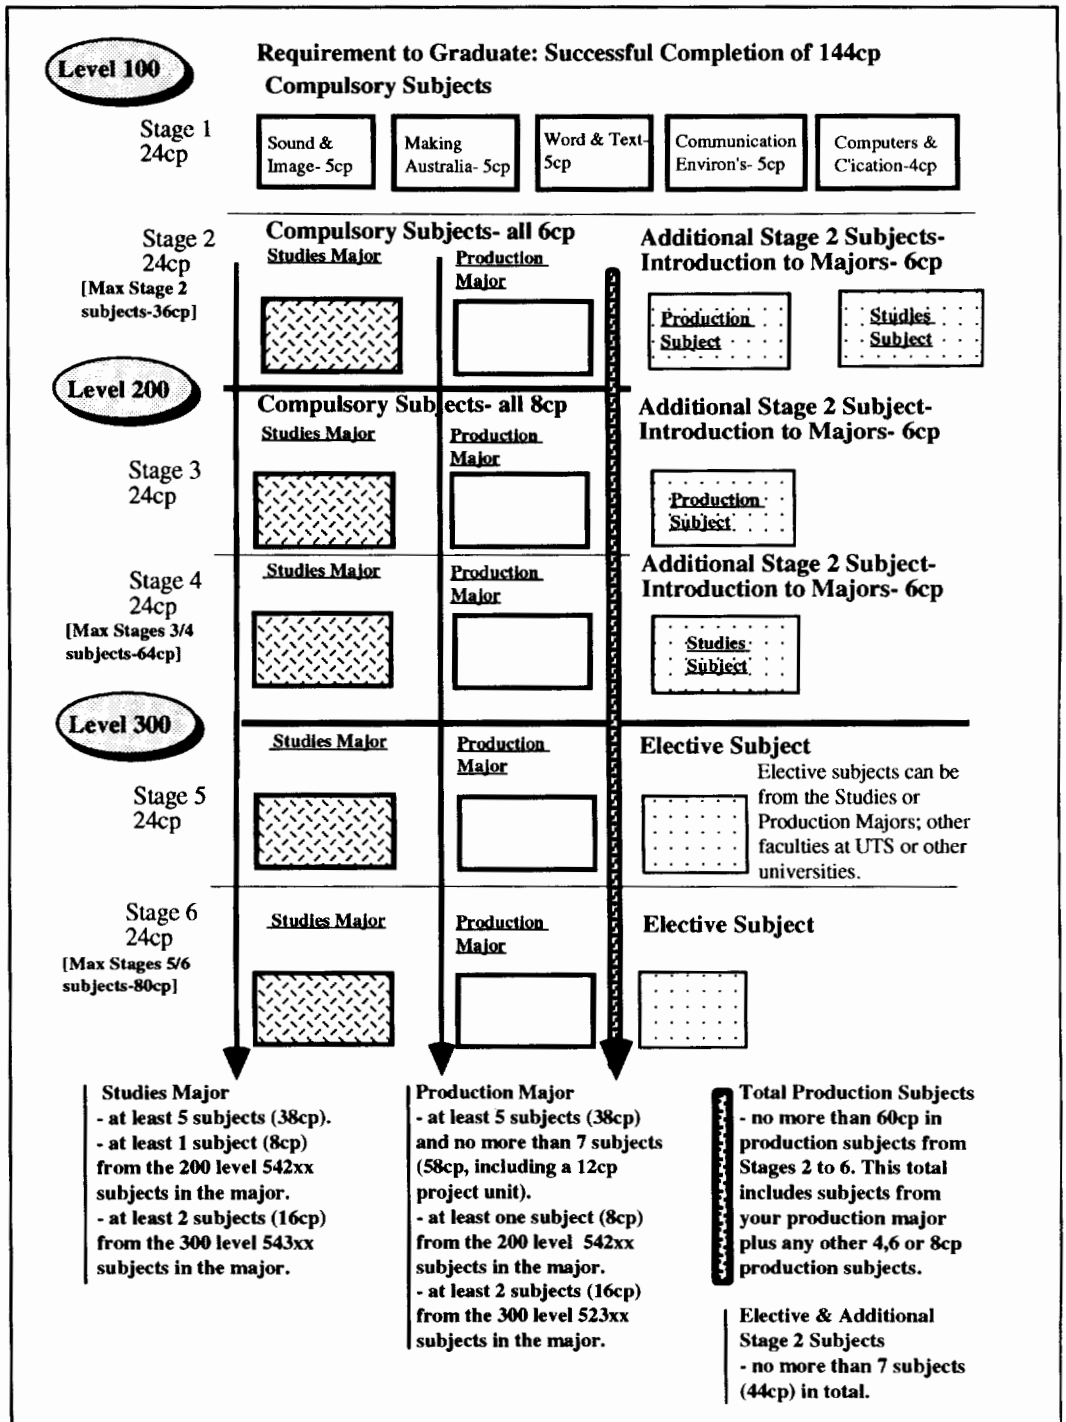 Level 100
Requirement to Graduate: Successful Completion of 144cp
Compulsory Subjects
Stage 1
24cp
Sound &
Image- 5cp
Making
Australia- 5cp
Word & Text-
5cp
Communication
Environ's- 5cp
Computers &
C'ication-4cp
Stage 2
24cp
[Max Stage 2
subjects-36cp]
Compulsory Subjects- all 6cp
Studies Major
Production
Major
Additional Stage 2 Subjects-
Introduction to Majors- 6cp
Production
Subject
Studies
Subject
Level 200
Compulsory Subjects- all 8cp
Studies Major
Production
Major
Additional Stage 2 Subject-
Introduction to Majors- 6cp
Stage 3
24cp
Production
Subject
Stage 4
24cp
[Max Stages 3/4
subjects-64cp]
Studies Major
Production
Major
Additional Stage 2 Subject-
Introduction to Majors- 6cp
Studies
Subject
Level 300
Studies Major
Production
Major
Elective Subject
Elective subjects can be
from the Studies or
Production Majors; other
faculties at UTS or other
universities.
Stage 5
24cp
Stage 6
24cp
[Max Stages 5/6
subjects-80cp]
Studies Major
Production
Major
Elective Subject
Studies Major
- at least 5 subjects (38cp).
- at least 1 subject (8cp)
from the 200 level 542xx
subjects in the major.
- at least 2 subjects (16cp)
from the 300 level 543xx
subjects in the major.
Production Major
- at least 5 subjects (38cp)
and no more than 7 subjects
(58cp, including a 12cp
project unit).
- at least one subject (8cp)
from the 200 level 542xx
subjects in the major.
- at least 2 subjects (16cp)
from the 300 level 523xx
subjects in the major.
Total Production Subjects
- no more than 60cp in
production subjects from
Stages 2 to 6. This total
includes subjects from
your production major
plus any other 4,6 or 8cp
production subjects.
Elective & Additional
Stage 2 Subjects
- no more than 7 subjects
(44cp) in total.